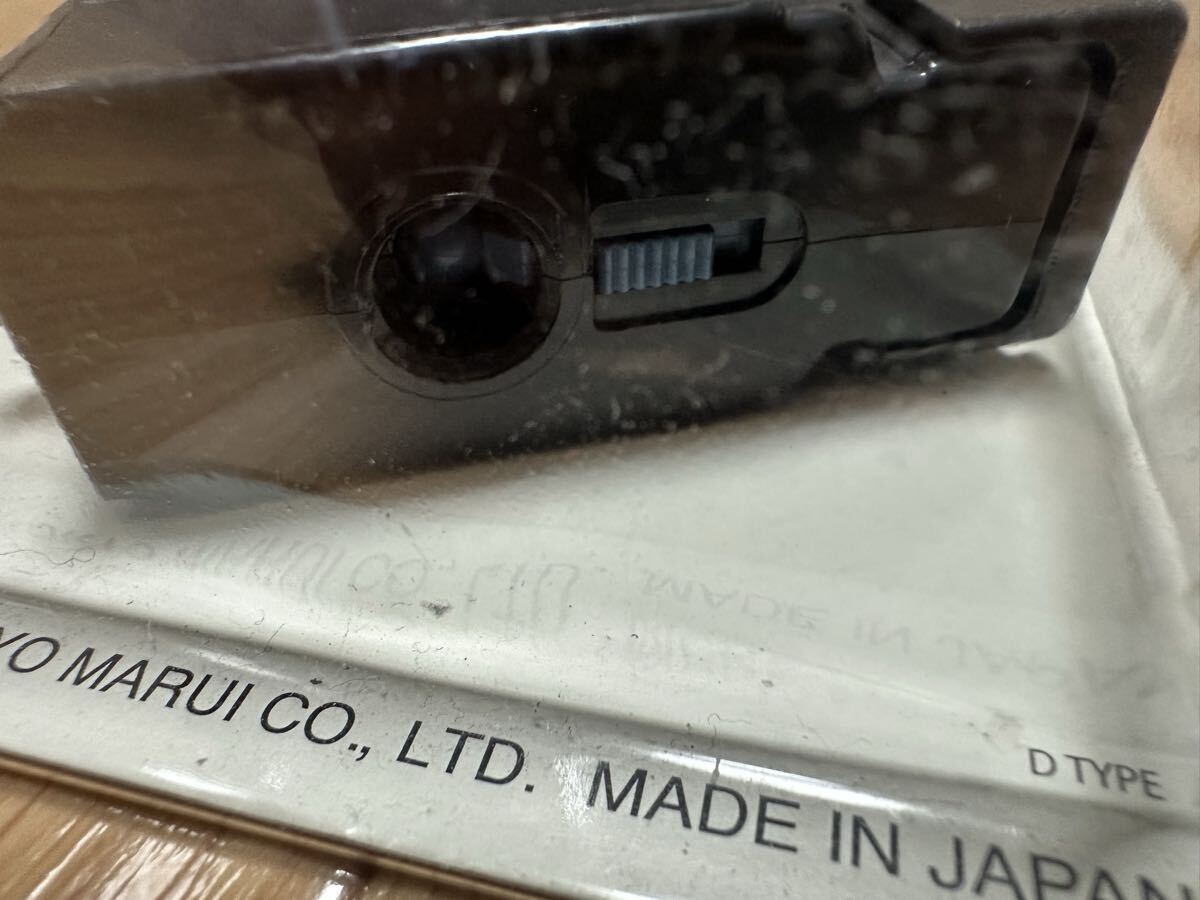 YO MARUI CO., LTD. MADE IN JAPAN
D TYPE